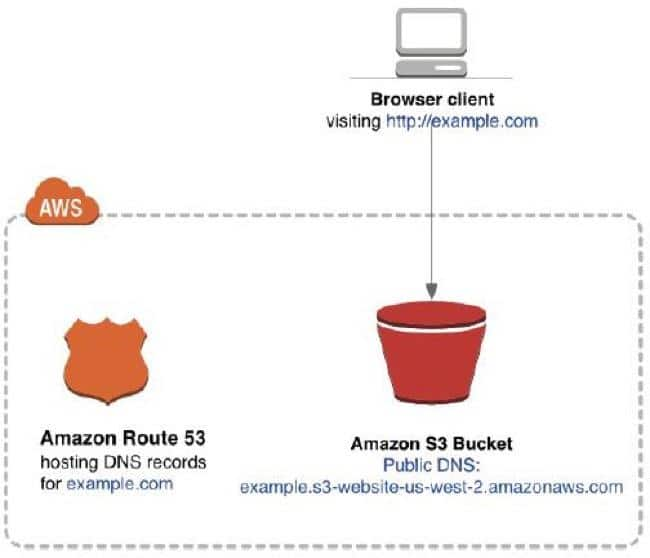 Browser client
visiting http://example.com
AWS
Amazon Route 53
hosting DNS records
for example.com
Amazon S3 Bucket
Public DNS:
example.s3-website-us-west-2.amazonaws.com